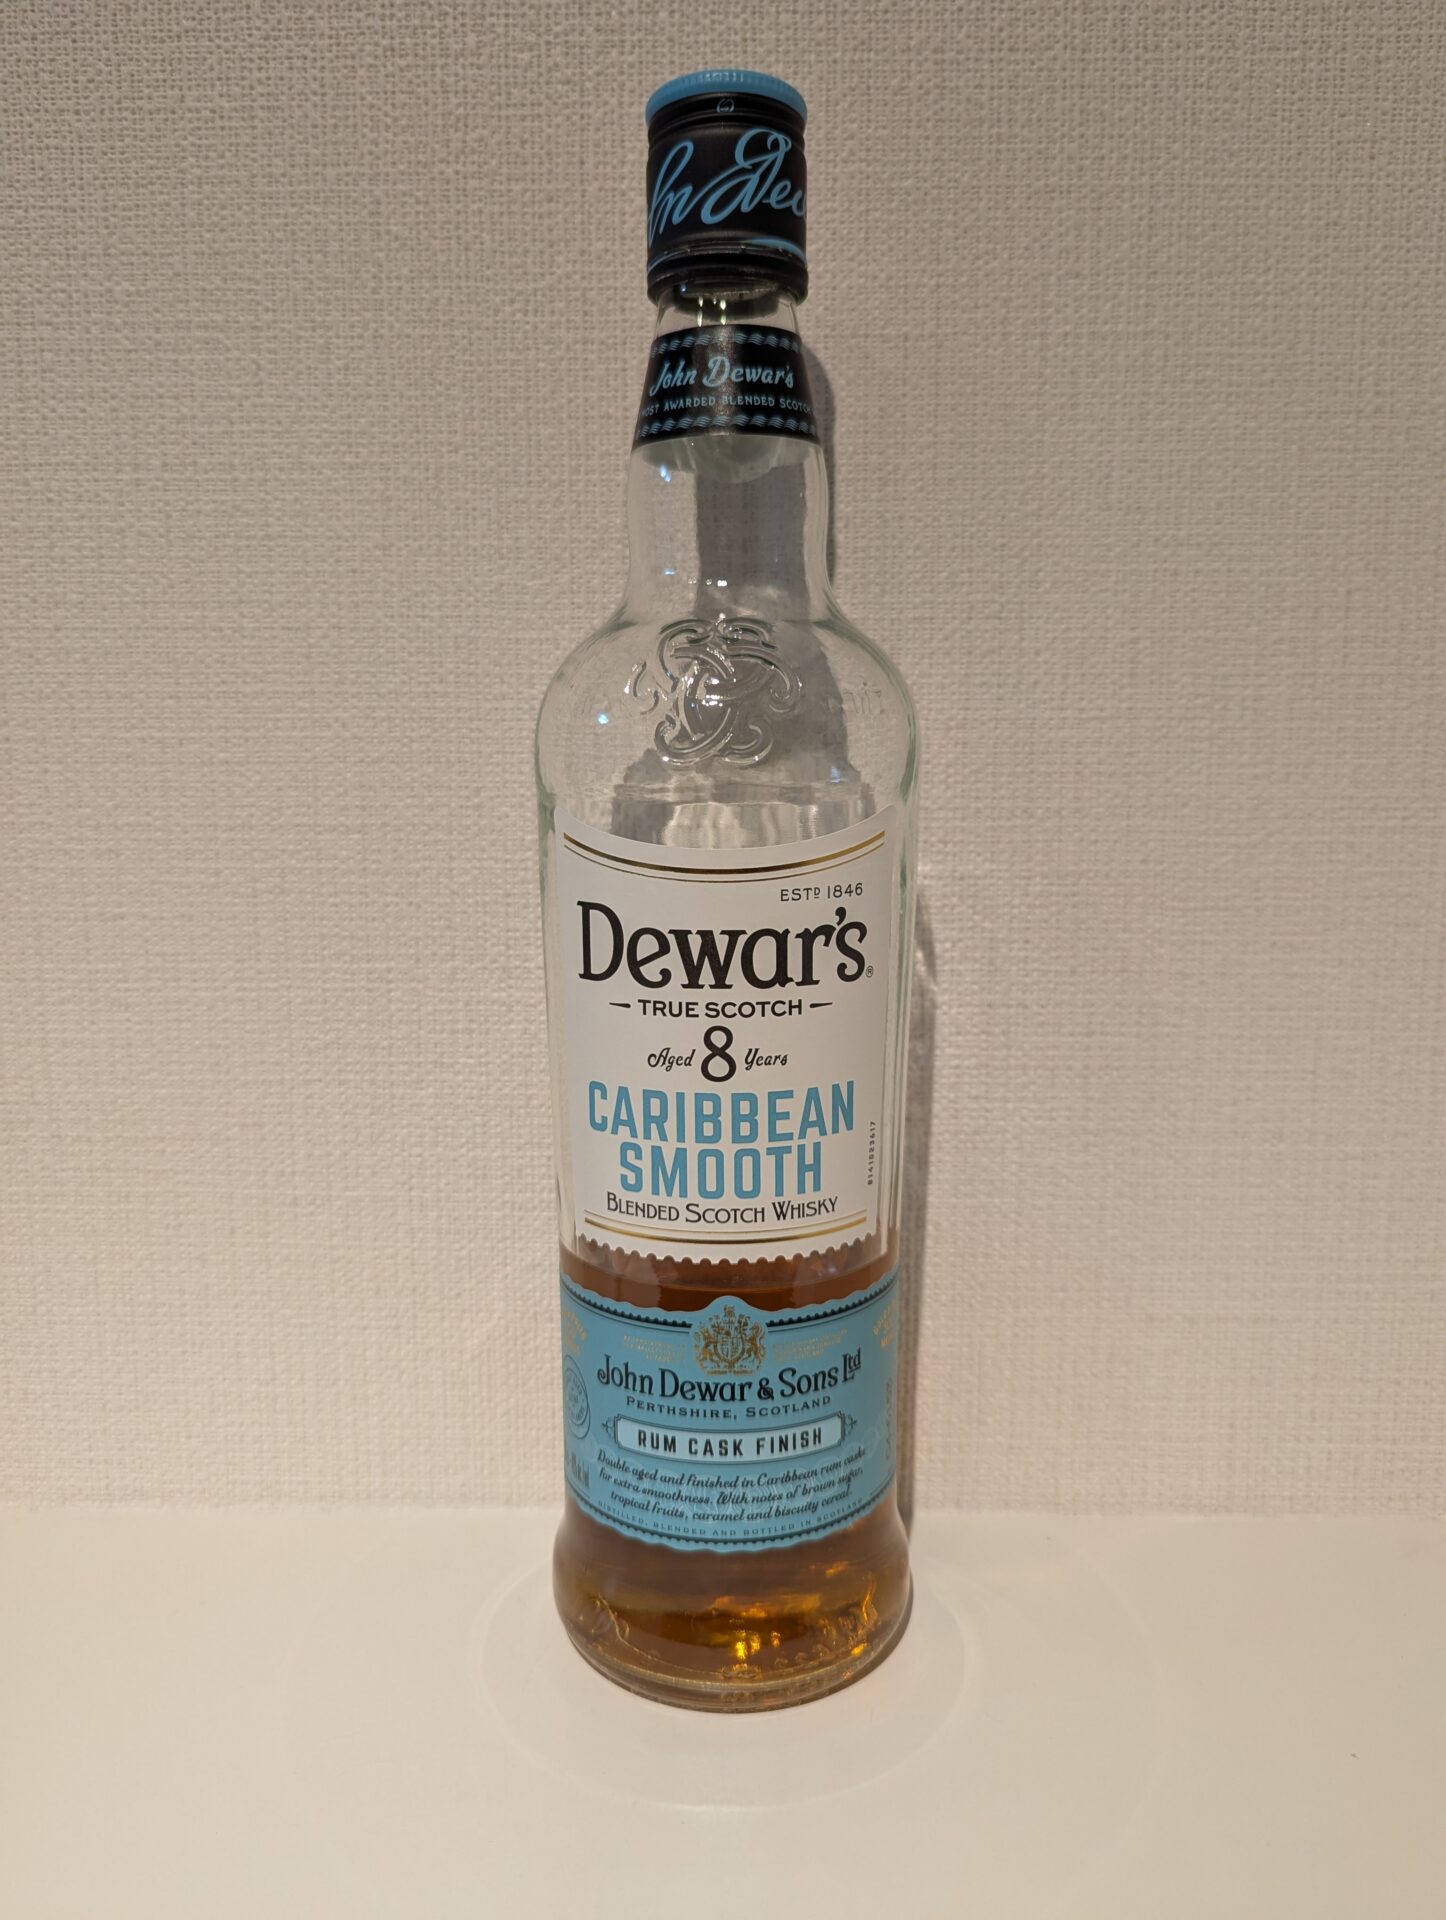 John Dewar's
MOST AWARDED BLENDED SCOTCH
ESTD 1846
Dewar's®
TRUE SCOTCH
Aged 8 Years
CARIBBEAN
SMOOTH
BLENDED SCOTCH WHISKY
John Dewar & Sons Ltd
PERTHSHIRE, SCOTLAND
RUM CASK FINISH
Double aged and finished in Caribbean rum casks
for extra smoothness. With notes of brown sugar,
tropical fruits, caramel and biscuity cereal.
DISTILLED, BLENDED AND BOTTLED IN SCOTLAND